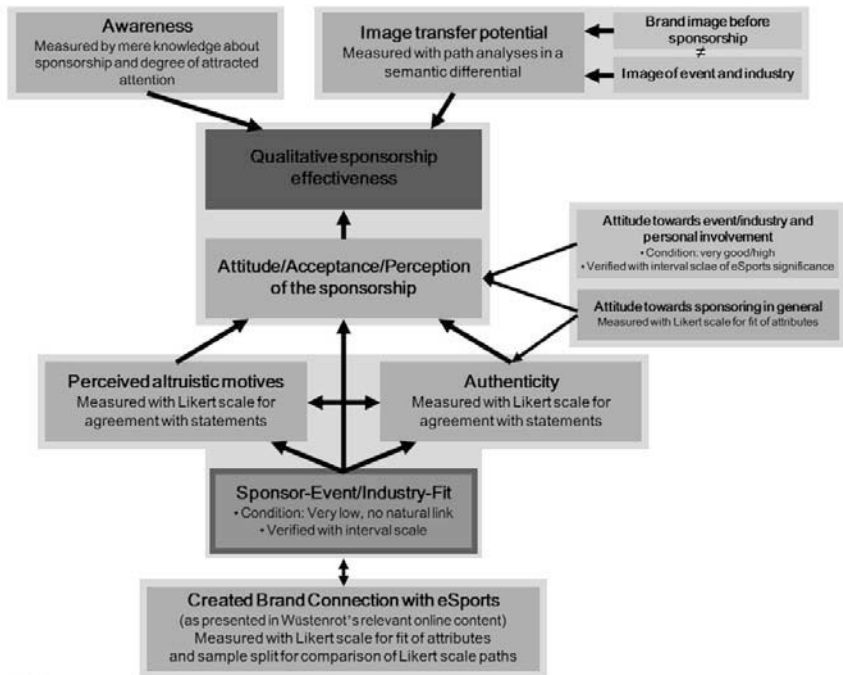 Awareness
Measured by mere knowledge about
sponsorship and degree of attracted
attention
Image transfer potential
Measured with path analyses in a
semantic differential
Brand image before
sponsorship
≠
Image of event and industry
Qualitative sponsorship
effectiveness
Attitude/Acceptance/Perception
of the sponsorship
Attitude towards event/industry and
personal involvement
• Condition: very good/high
• Verified with interval sclae of eSports significance
Attitude towards sponsoring in general
Measured with Likert scale for fit of attributes
Perceived altruistic motives
Measured with Likert scale for
agreement with statements
Authenticity
Measured with Likert scale for
agreement with statements
Sponsor-Event/Industry-Fit
• Condition: Very low, no natural link
• Verified with interval scale
Created Brand Connection with eSports
(as presented in Wüstenrot's relevant online content)
Measured with Likert scale for fit of attributes
and sample split for comparison of Likert scale paths